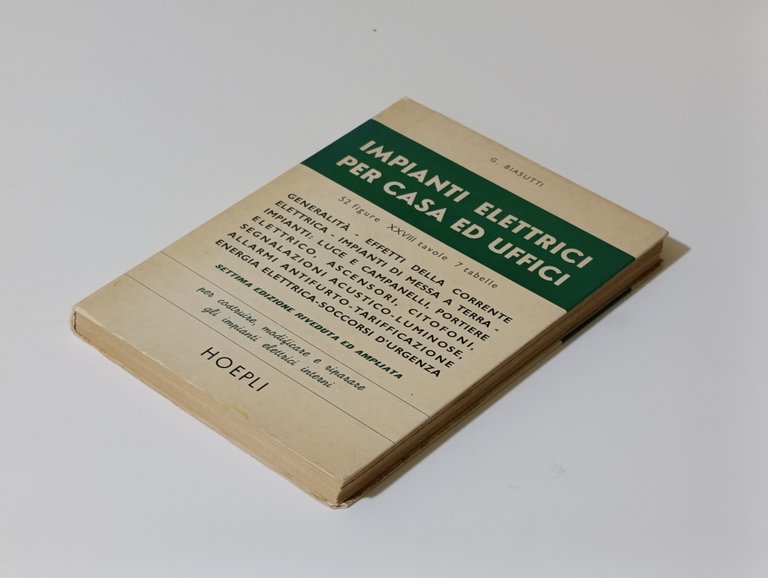 G. BIASUTTI
IMPIANTI ELETTRICI
PER CASA ED UFFICI
52 figure XXVIII tavole 7 tabelle
GENERALITÀ - EFFETTI DELLA CORRENTE
ELETTRICA - IMPIANTI DI MESSA A TERRA -
IMPIANTI: LUCE E CAMPANELLI, PORTIERE
ELETTRICO, ASCENSORI, CITOFONI,
SEGNALAZIONI ACUSTICO-LUMINOSE,
ALLARMI ANTIFURTO-TARIFFICAZIONE
ENERGIA ELETTRICA-SOCCORSI D'URGENZA
SETTIMA EDIZIONE RIVEDUTA ED AMPLIATA
per costruire, modificare e riparare
gli impianti elettrici interni
HOEPLI